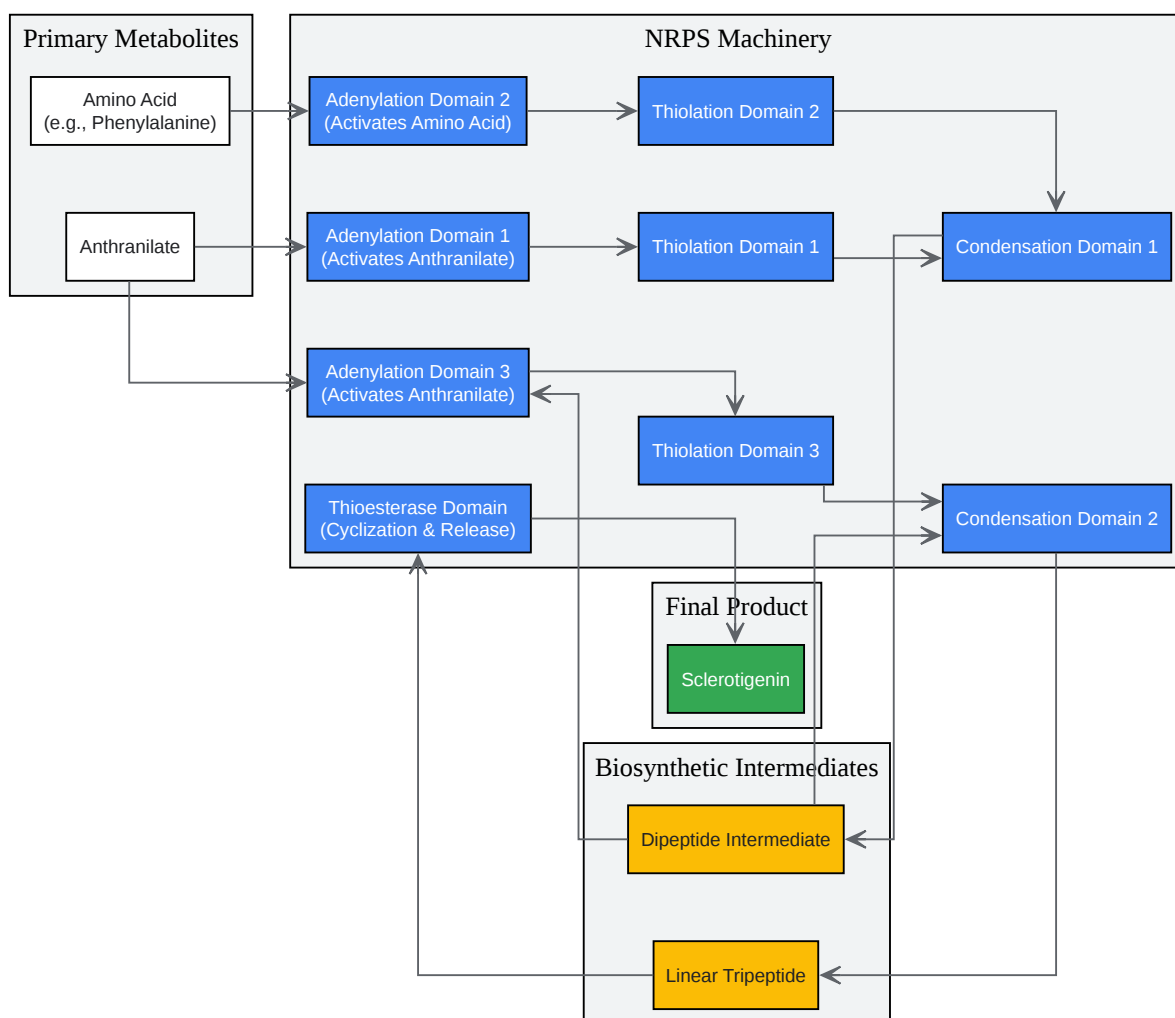 Primary Metabolites
NRPS Machinery
Amino Acid
(e.g., Phenylalanine)
Adenylation Domain 2
(Activates Amino Acid)
Thiolation Domain 2
Anthranilate
Adenylation Domain 1
(Activates Anthranilate)
Thiolation Domain 1
Condensation Domain 1
Adenylation Domain 3
(Activates Anthranilate)
Thiolation Domain 3
Thioesterase Domain
(Cyclization & Release)
Condensation Domain 2
Final Product
Sclerotigenin
Biosynthetic Intermediates
Dipeptide Intermediate
Linear Tripeptide